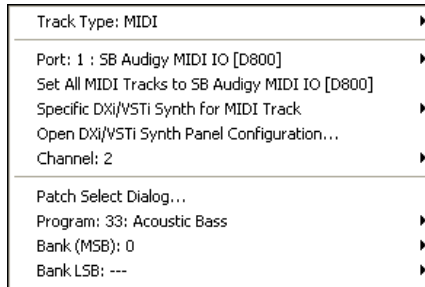 Track Type: MIDI
Port: 1 : SB Audigy MIDI IO [D800]
Set All MIDI Tracks to SB Audigy MIDI IO [D800]
Specific DXi/VSTi Synth for MIDI Track
Open DXi/VSTi Synth Panel Configuration...
Channel: 2
Patch Select Dialog...
Program: 33: Acoustic Bass
Bank (MSB): 0
Bank LSB: ---